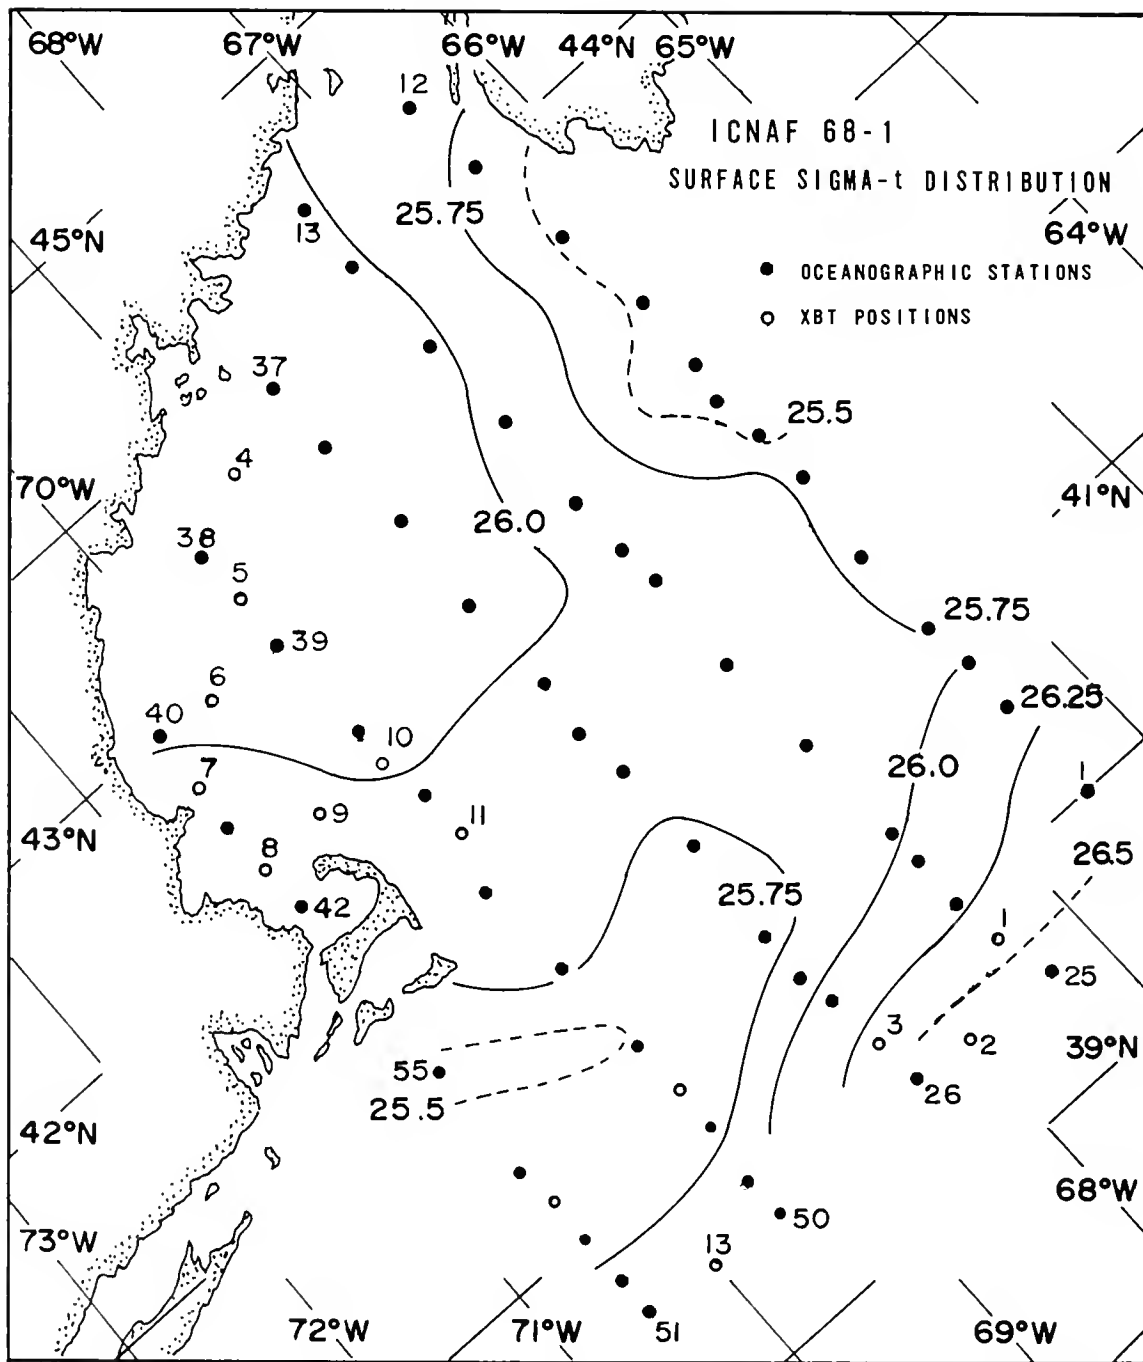 68°W 67°W 66°W 44°N 65°W
12
ICNAF 68-1
SURFACE SIGMA-t DISTRIBUTION
25.75
13
64°W
45°N
● OCEANOGRAPHIC STATIONS
○ XBT POSITIONS
37
25.5
4
70°W
41°N
26.0
38
5
25.75
39
6
26.25
40
10
26.0
7
1
9
11
43°N
8
26.5
25.75
42
1
25
3
2
39°N
55
26
25.5
42°N
68°W
50
73°W
13
72°W 71°W 51 69°W